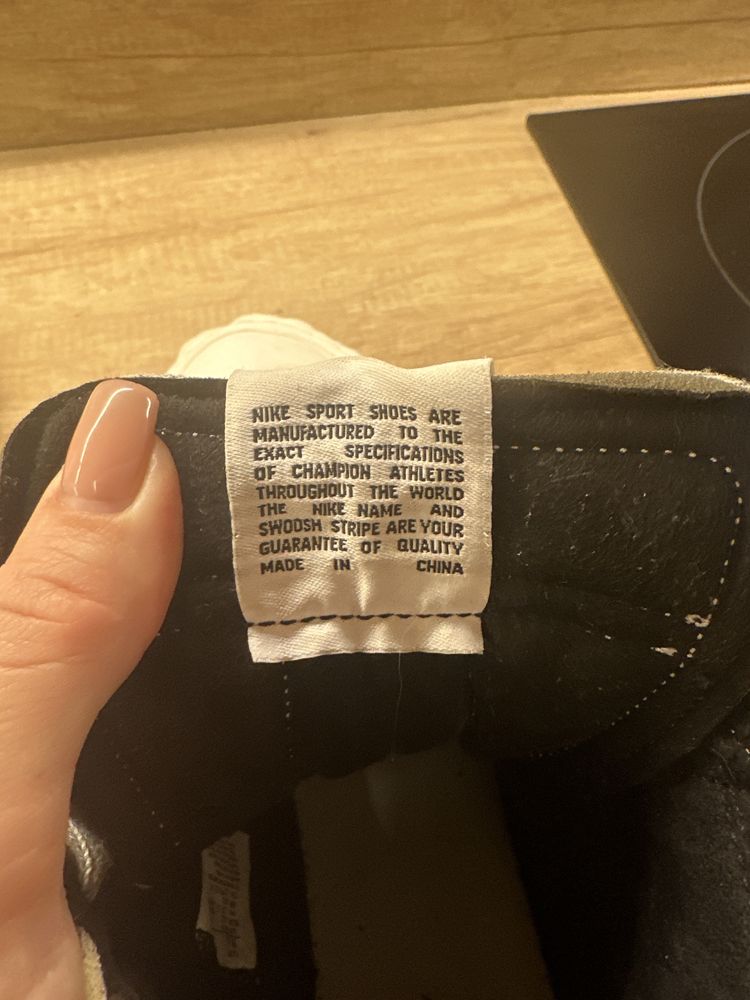 NIKE SPORT SHOES ARE
MANUFACTURED TO THE
EXACT SPECIFICATIONS
OF CHAMPION ATHLETES
THROUGHOUT THE WORLD
THE NIKE NAME AND
SWOOSH STRIPE ARE YOUR
GUARANTEE OF QUALITY
MADE IN CHINA